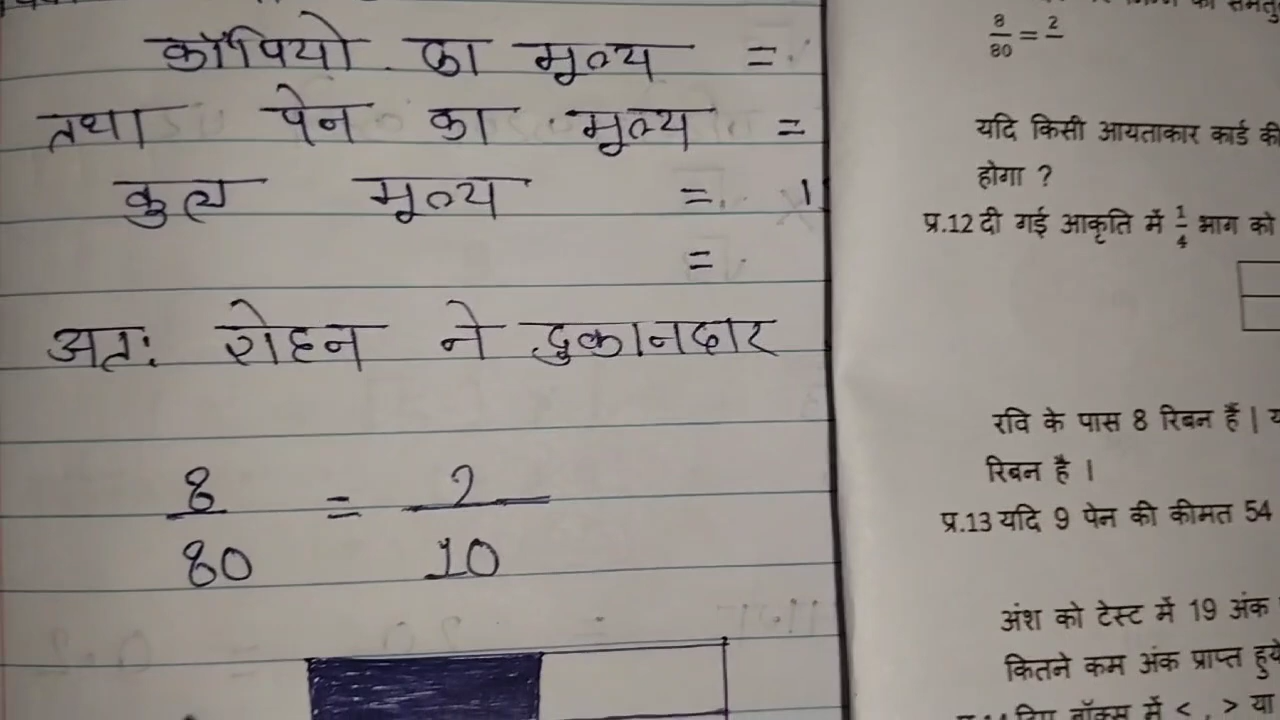 कॉपियो का मूल्य =
तथा पेन का मूल्य =
कुल मूल्य = 1
=
अतः रोहन ने दुकानदार
8/80 = 2/10
8/80 = 2/
यदि किसी आयताकार कार्ड की
होगा ?
प्र.12 दी गई आकृति में 1/4 भाग को
रवि के पास 8 रिबन हैं |
रिबन है ।
प्र.13 यदि 9 पेन की कीमत 54
अंश को टेस्ट में 19 अंक
कितने कम अंक प्राप्त हुये
बॉक्स में < , > या